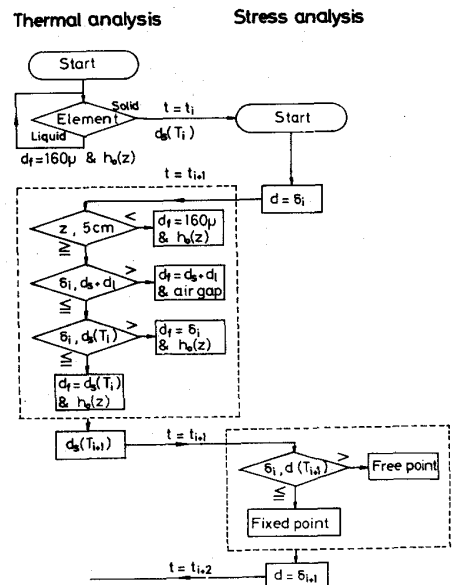 Thermal analysis Stress analysis
Start
Element
Solid
Liquid
t = tᵢ
dₛ(Tᵢ)
Start
d_f=160μ & h₀(z)
t = tᵢ₊₁
d = δᵢ
z , 5cm
<
d_f=160μ
& h₀(z)
≧
δᵢ, dₛ+dₗ
>
d_f=dₛ+dₗ
& air gap
≦
δᵢ, dₛ(Tᵢ)
>
d_f = δᵢ
& h₀(z)
≦
d_f=dₛ(Tᵢ)
& h₀(z)
dₛ(Tᵢ₊₁)
t = tᵢ₊₁
δᵢ, d(Tᵢ₊₁)
>
Free point
≦
Fixed point
t = tᵢ₊₂
d = δᵢ₊₁